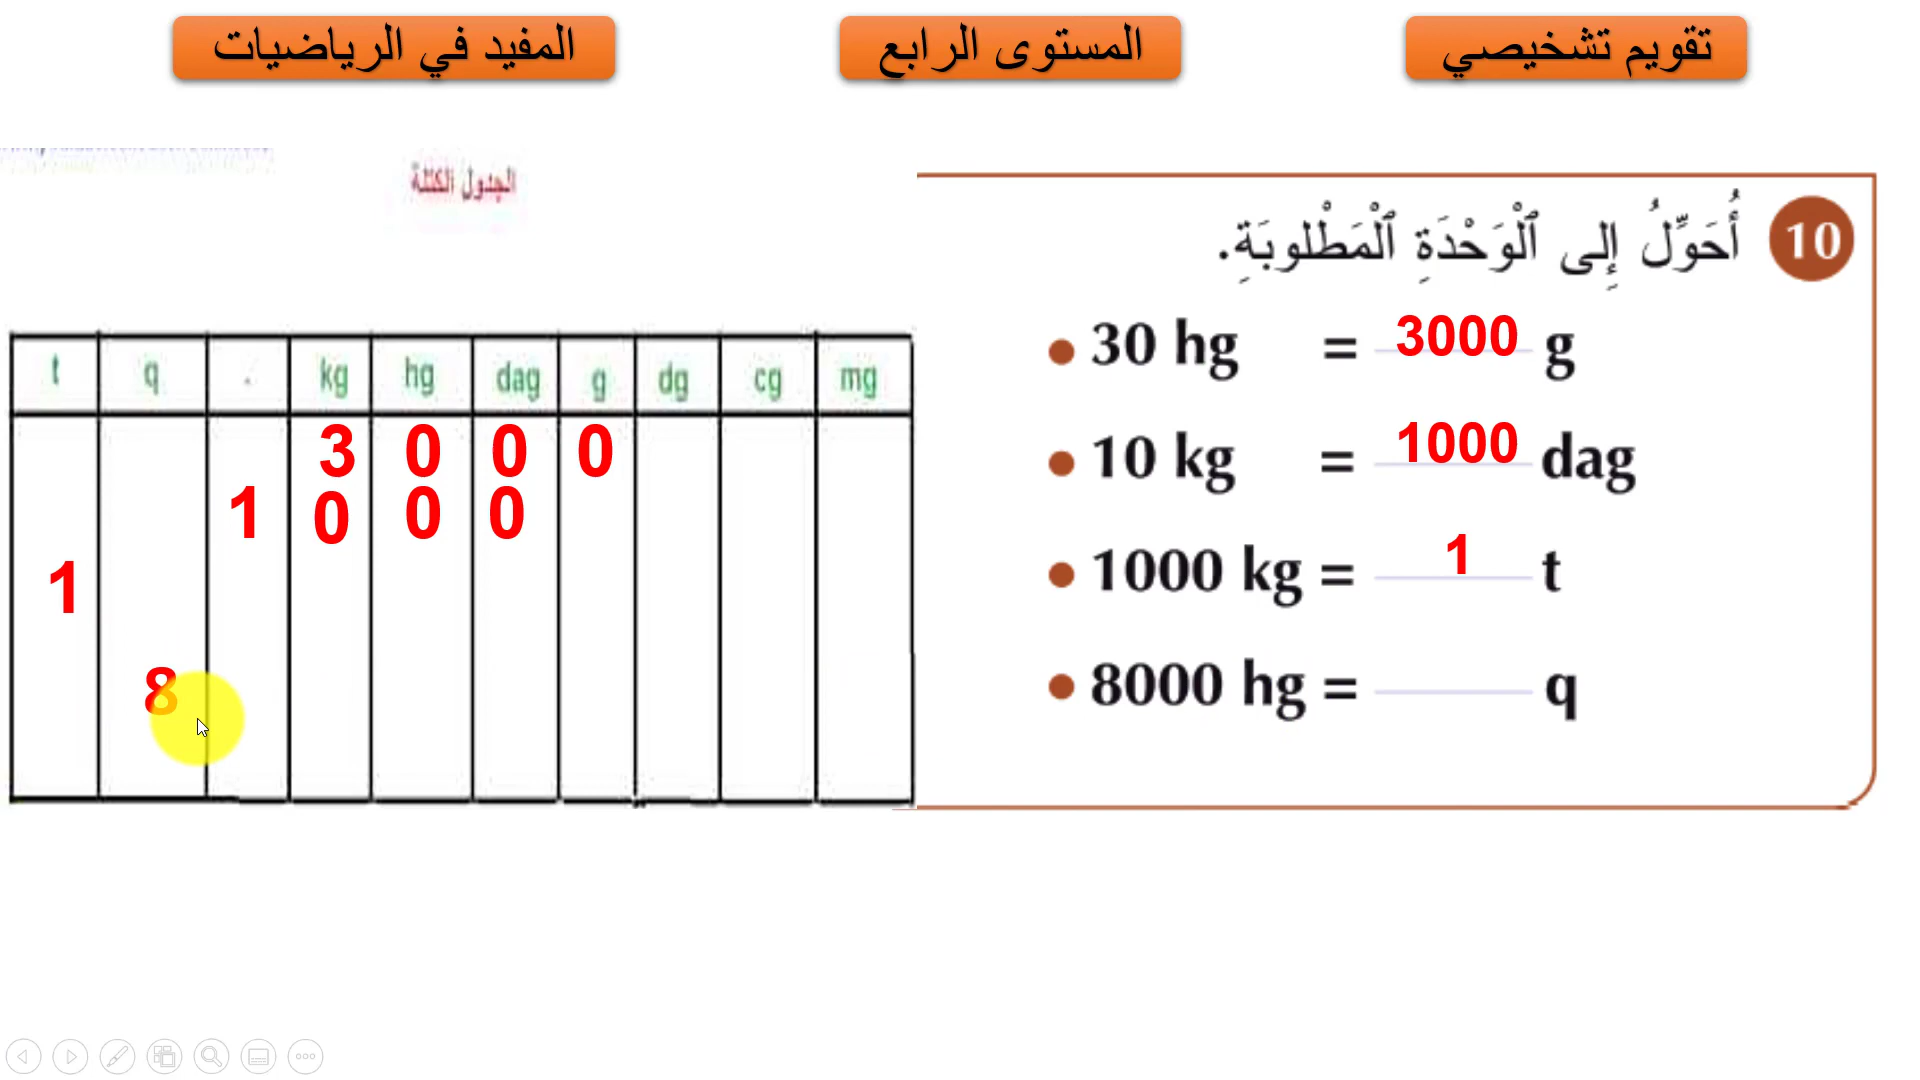 تقويم تشخيصي
المستوى الرابع
المفيد في الرياضيات
10 أُحَوِّلُ إِلى ٱلْوَحْدَةِ ٱلْمَطْلوبَةِ.
• 30 hg = 3000 g
• 10 kg = 1000 dag
• 1000 kg = 1 t
• 8000 hg = q
الجدول الكتلة
t q . kg hg dag g dg cg mg
3 0 0 0
1 0 0 0
1
8